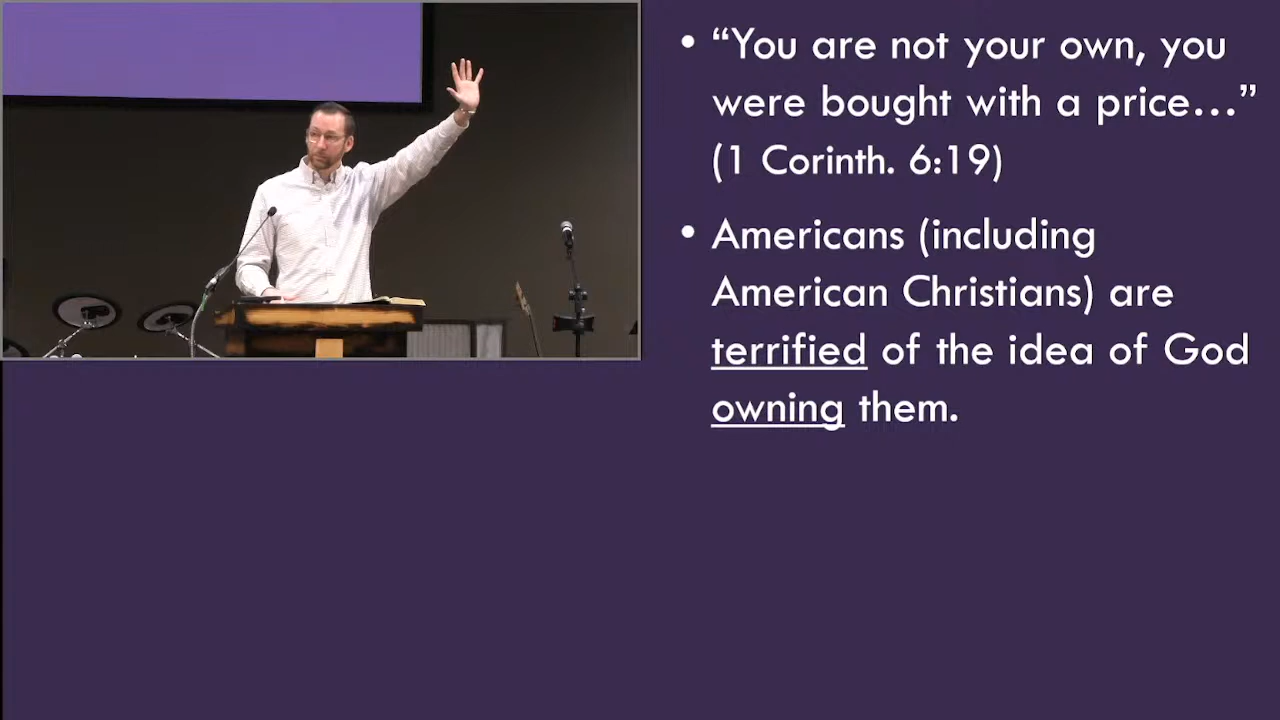 • “You are not your own, you
were bought with a price…”
(1 Corinth. 6:19)
• Americans (including
American Christians) are
terrified of the idea of God
owning them.